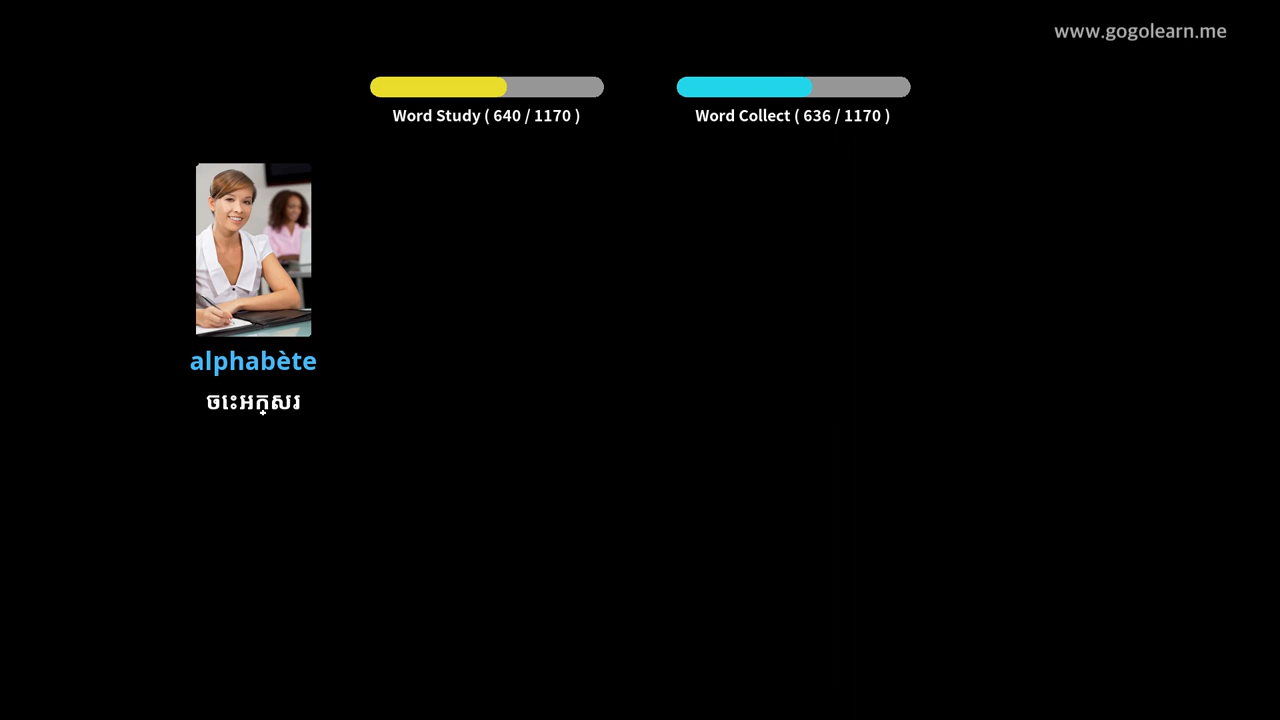 www.gogolearn.me
Word Study ( 640 / 1170 )
Word Collect ( 636 / 1170 )
alphabète
ចេះអក្សរ